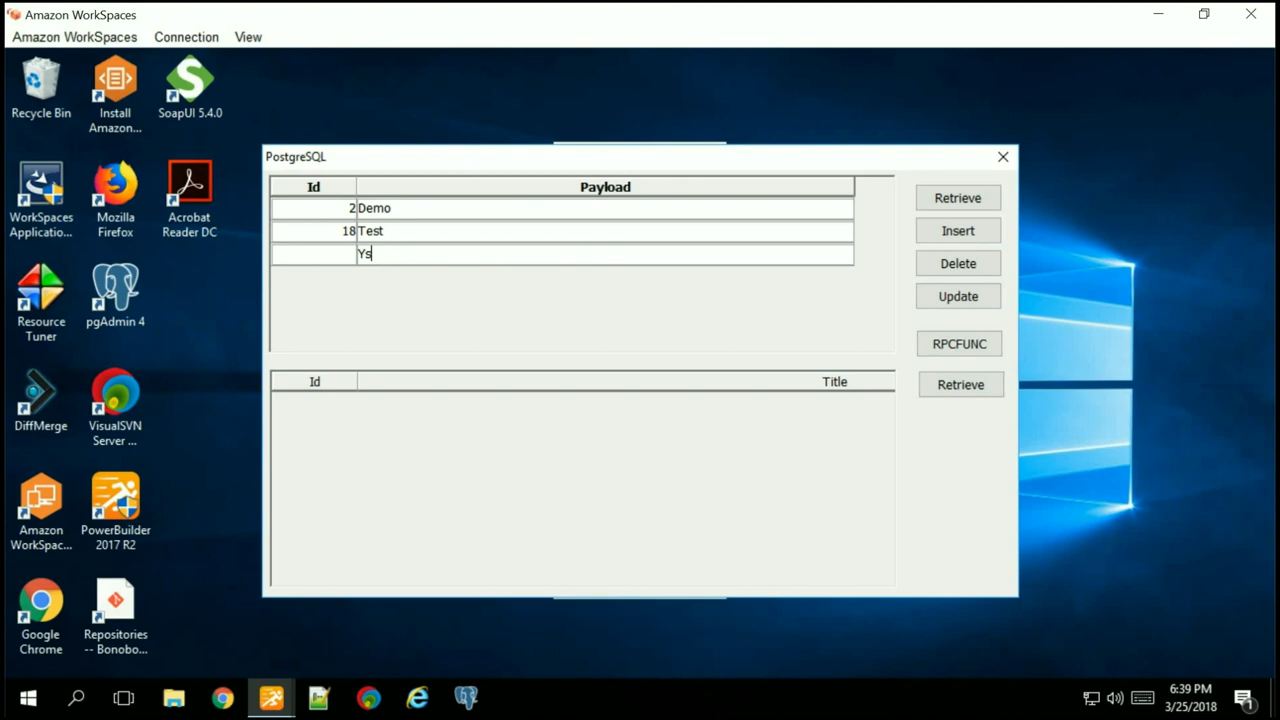 Amazon WorkSpaces
Amazon WorkSpaces Connection View
Recycle Bin
Install Amazon...
SoapUI 5.4.0
WorkSpaces Applicatio...
Mozilla Firefox
Acrobat Reader DC
Resource Tuner
pgAdmin 4
DiffMerge
VisualSVN Server ...
Amazon WorkSpac...
PowerBuilder 2017 R2
Google Chrome
Repositories -- Bonobo...
PostgreSQL
Id Payload
2 Demo
18 Test
Ys
Retrieve
Insert
Delete
Update
RPCFUNC
Retrieve
Id Title
6:39 PM
3/25/2018
1